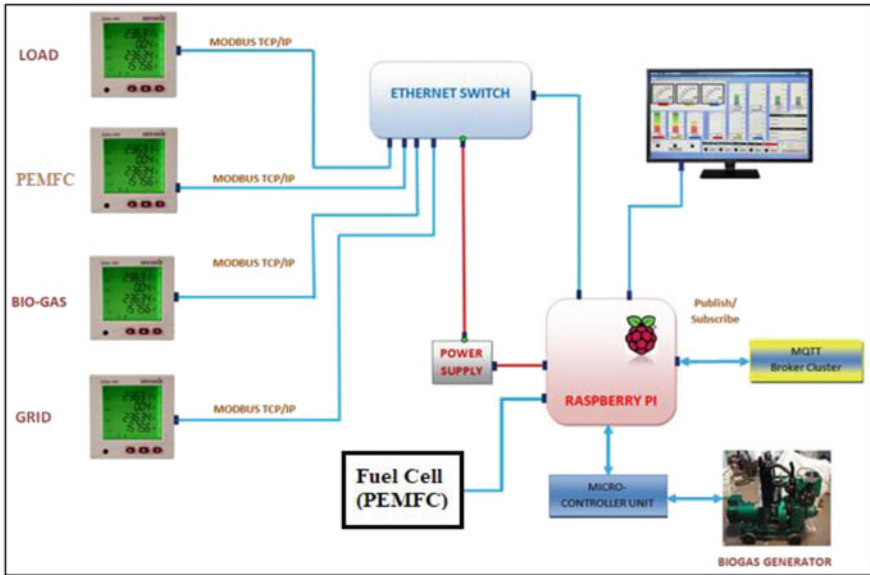 LOAD
MODBUS TCP/IP
ETHERNET SWITCH
PEMFC
MODBUS TCP/IP
MODBUS TCP/IP
BIO-GAS
Publish/
Subscribe
POWER
SUPPLY
MQTT
Broker Cluster
GRID
MODBUS TCP/IP
RASPBERRY PI
Fuel Cell
(PEMFC)
MICRO-
CONTROLLER UNIT
BIOGAS GENERATOR